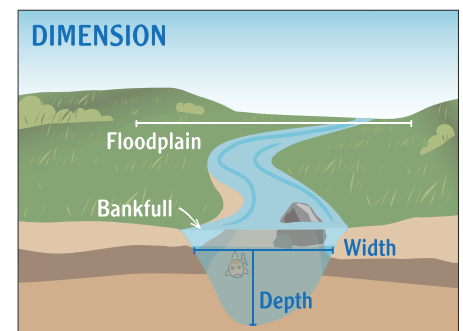 DIMENSION
Floodplain
Bankfull
Width
Depth